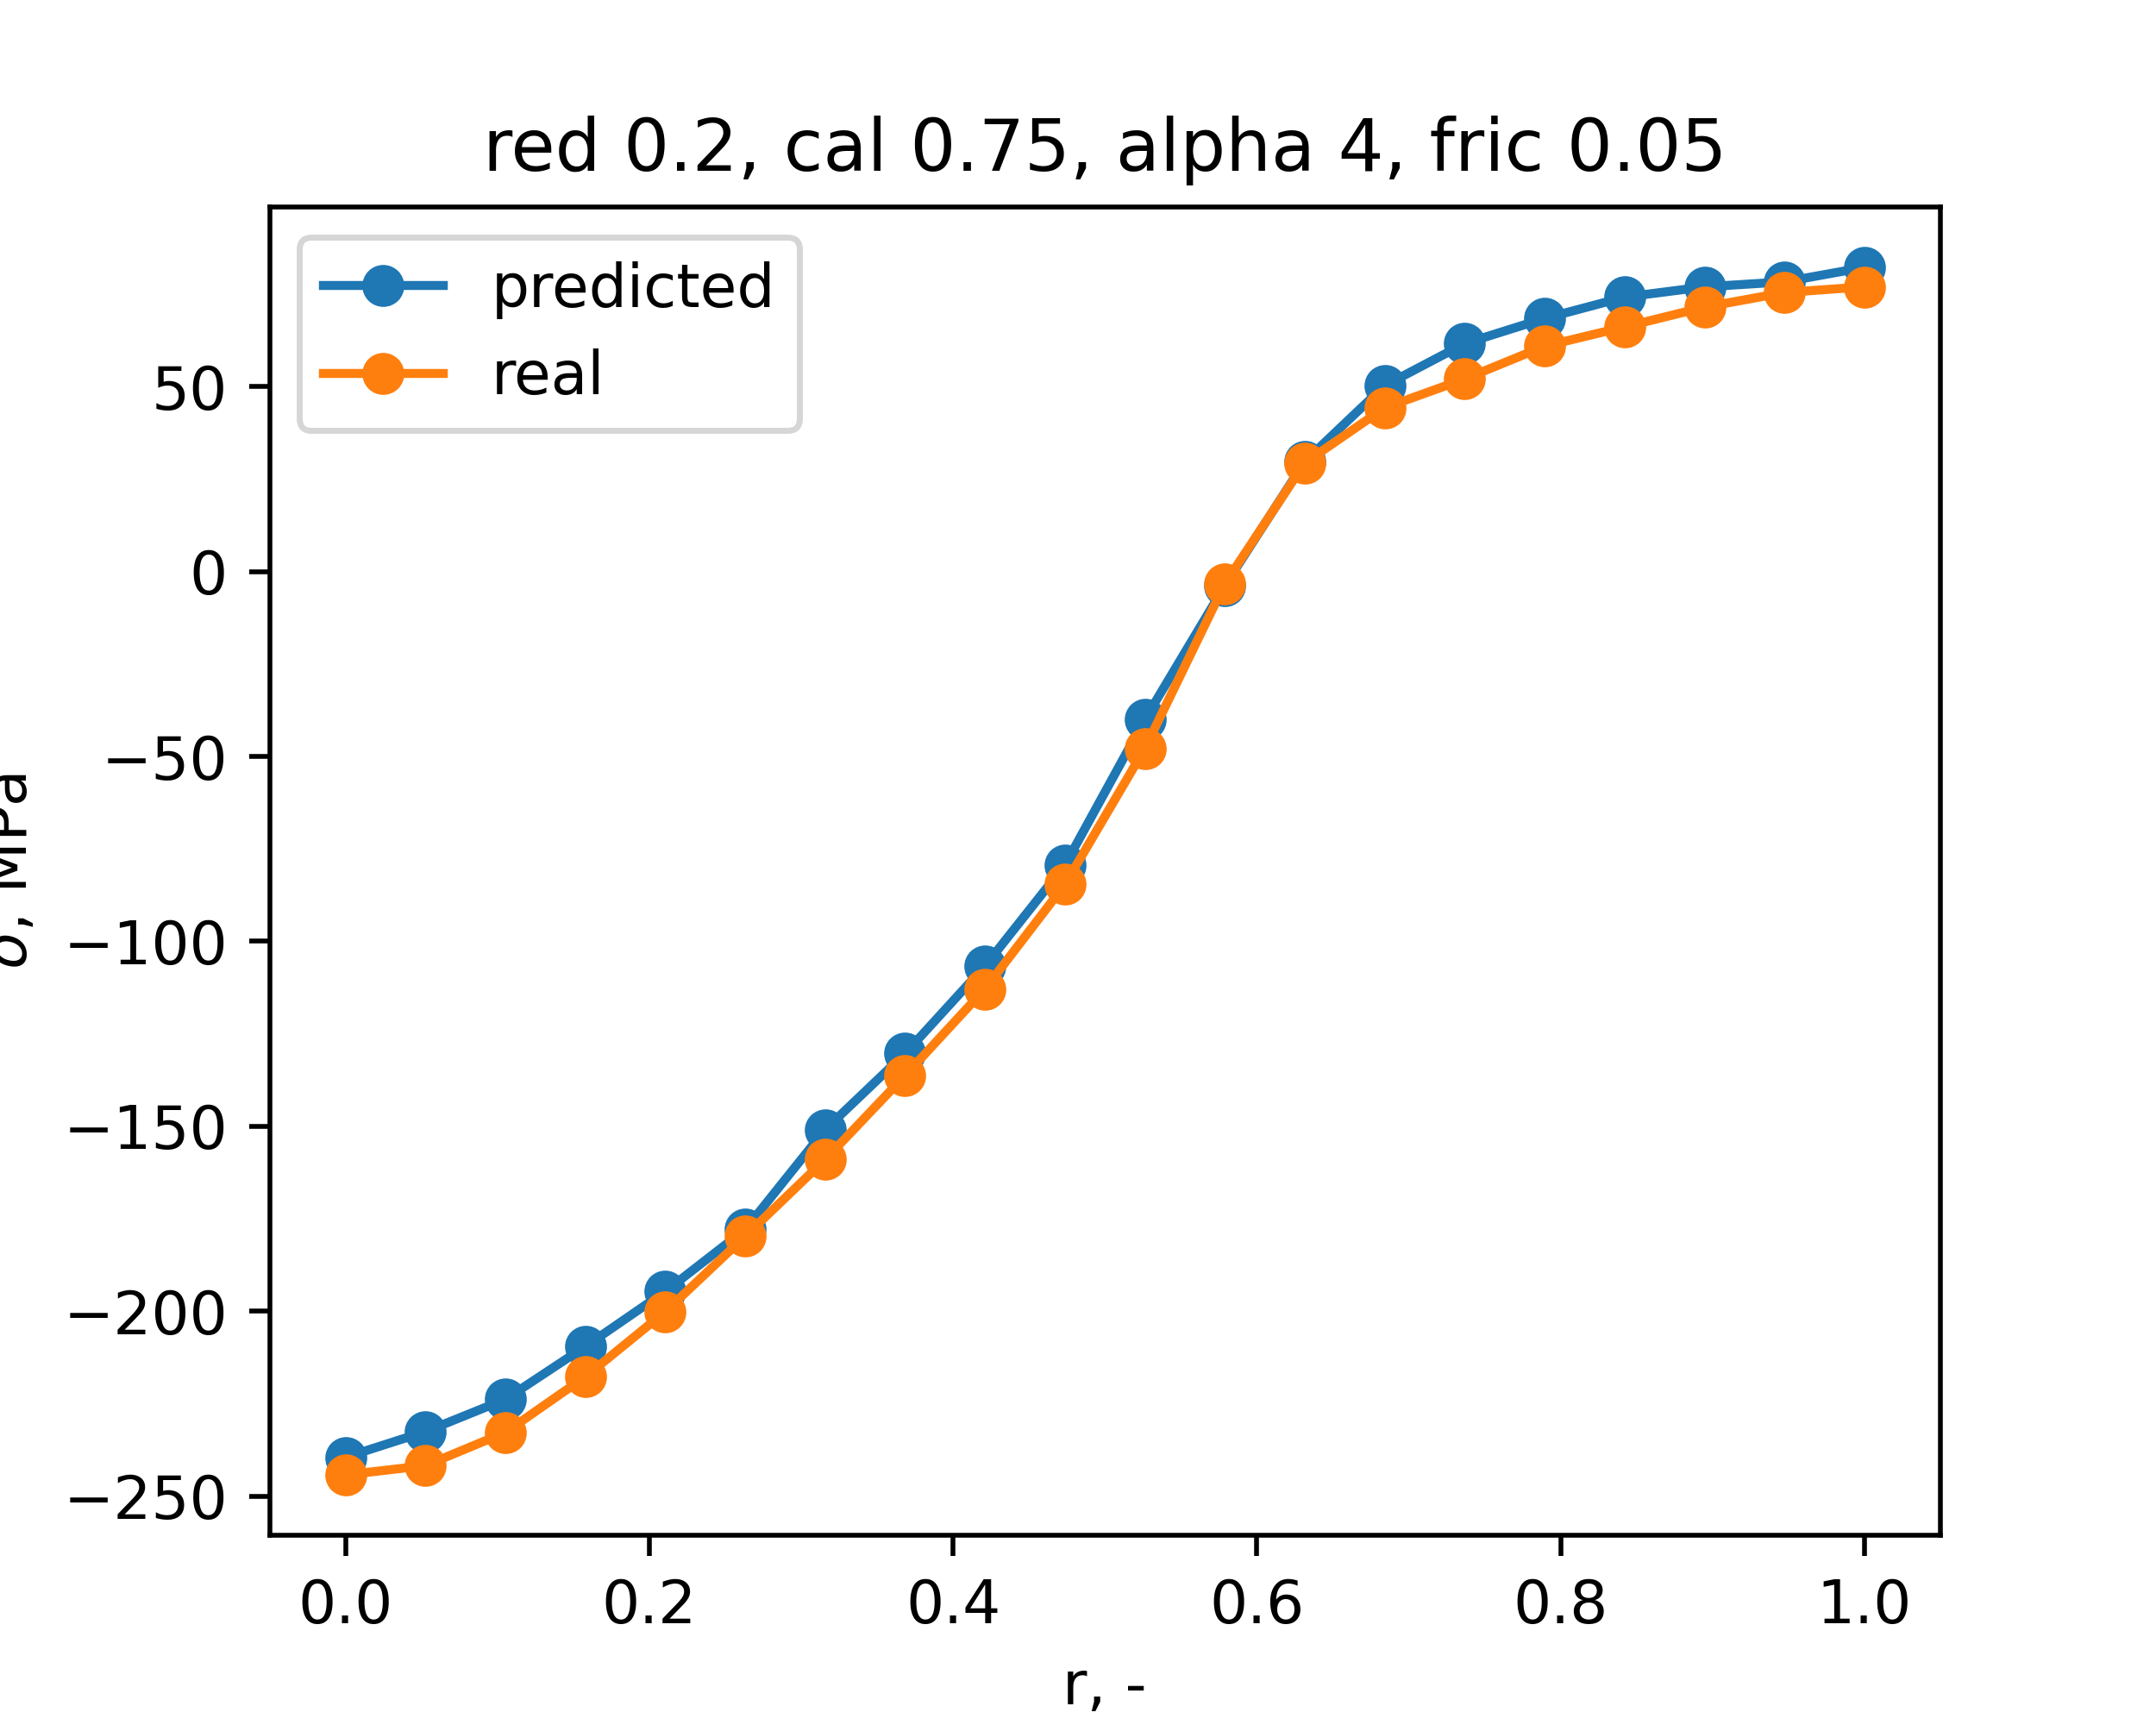 red 0.2, cal 0.75, alpha 4, fric 0.05
predicted
real
50
0
−50
−100
−150
−200
−250
σ, MPa
0.0 0.2 0.4 0.6 0.8 1.0
r, -